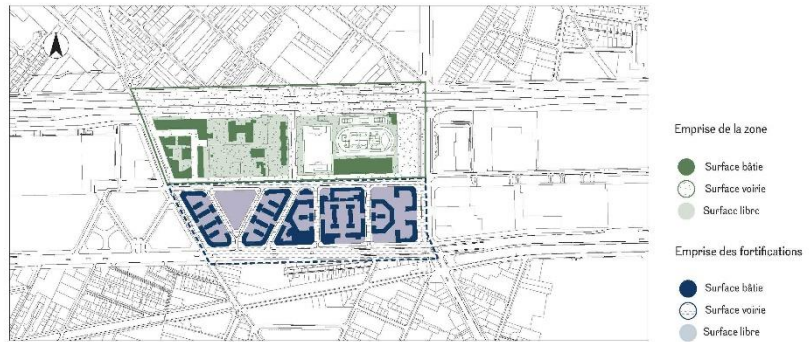 Emprise de la zone
Surface bâtie
Surface voirie
Surface libre
Emprise des fortifications
Surface bâtie
Surface voirie
Surface libre